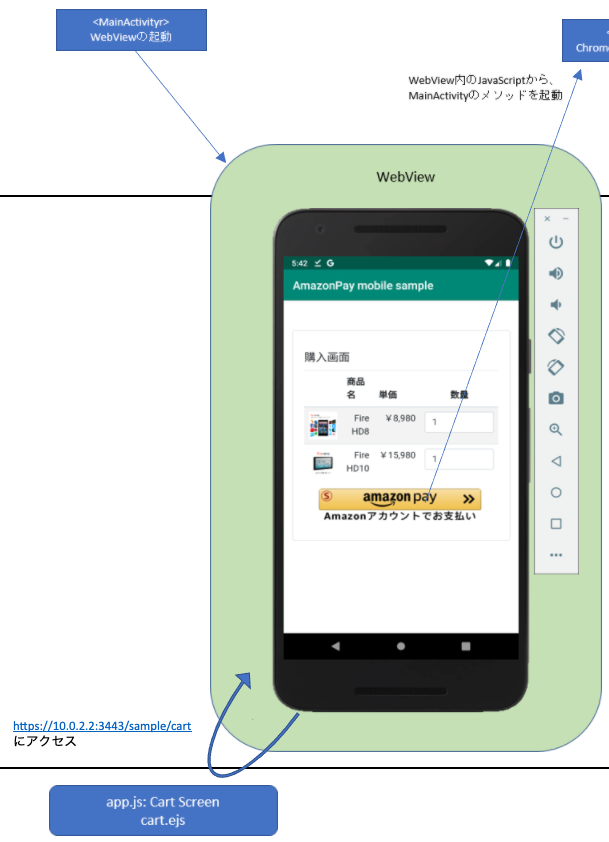 <MainActivityr>
WebViewの起動
Chrome
WebView内のJavaScriptから、
MainActivityのメソッドを起動
WebView
5:42
G
AmazonPay mobile sample
購入画面
商品
名 単価 数量
Fire ￥8,980 1
HD8
Fire ￥15,980 1
HD10
S amazon pay
Amazonアカウントでお支払い
https://10.0.2.2:3443/sample/cart
にアクセス
app.js: Cart Screen
cart.ejs